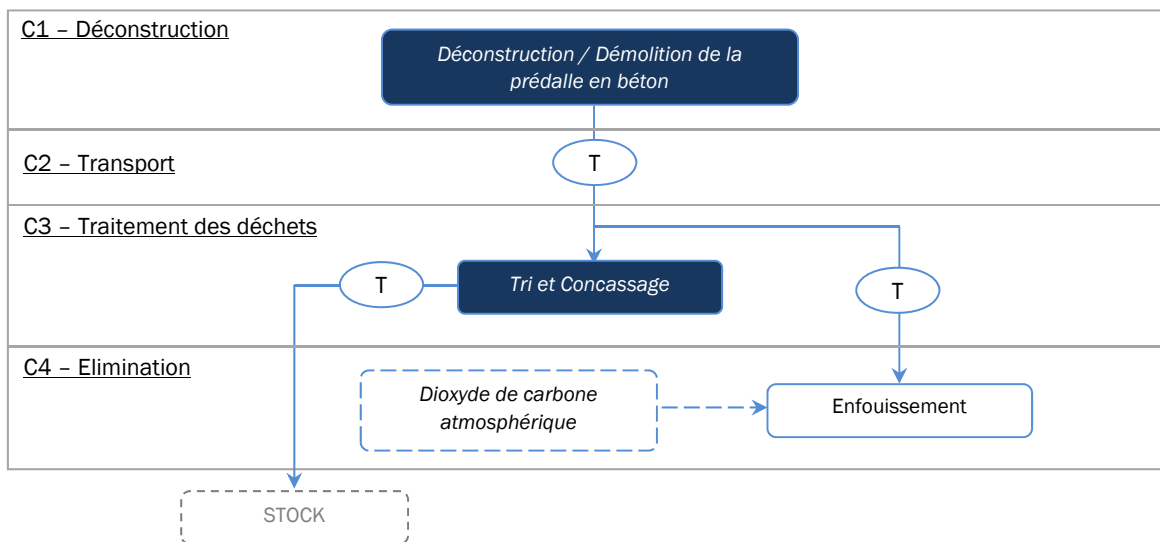 C1 – Déconstruction
Déconstruction / Démolition de la
prédalle en béton
C2 – Transport
T
C3 – Traitement des déchets
T
Tri et Concassage
T
C4 – Elimination
Dioxyde de carbone
atmosphérique
Enfouissement
STOCK